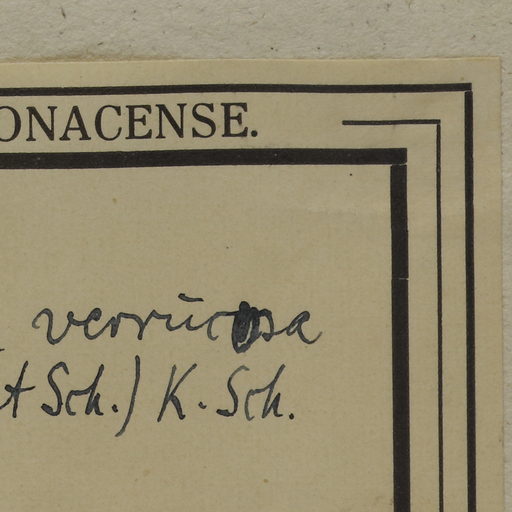 ONACENSE.
verrucosa
t Sch.) K. Sch.